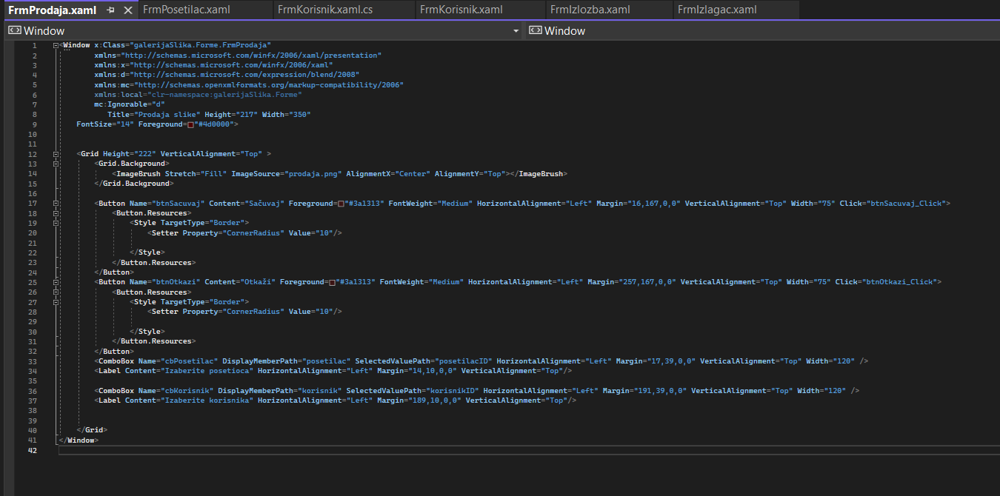 FrmProdaja.xaml FrmPosetilac.xaml FrmKorisnik.xaml.cs FrmKorisnik.xaml FrmIzlozba.xaml FrmIzlagac.xaml
Window Window
1 <Window x:Class="galerijaSlika.Forme.FrmProdaja"
2 xmlns="http://schemas.microsoft.com/winfx/2006/xaml/presentation"
3 xmlns:x="http://schemas.microsoft.com/winfx/2006/xaml"
4 xmlns:d="http://schemas.microsoft.com/expression/blend/2008"
5 xmlns:mc="http://schemas.openxmlformats.org/markup-compatibility/2006"
6 xmlns:local="clr-namespace:galerijaSlika.Forme"
7 mc:Ignorable="d"
8 Title="Prodaja slike" Height="217" Width="350"
9 FontSize="14" Foreground="#4d0000">
10
11
12 <Grid Height="222" VerticalAlignment="Top" >
13 <Grid.Background>
14 <ImageBrush Stretch="Fill" ImageSource="prodaja.png" AlignmentX="Center" AlignmentY="Top"></ImageBrush>
15 </Grid.Background>
16
17 <Button Name="btnSacuvaj" Content="Sačuvaj" Foreground="#3a1313" FontWeight="Medium" HorizontalAlignment="Left" Margin="16,167,0,0" VerticalAlignment="Top" Width="75" Click="btnSacuvaj_Click">
18 <Button.Resources>
19 <Style TargetType="Border">
20 <Setter Property="CornerRadius" Value="10"/>
21
22 </Style>
23 </Button.Resources>
24 </Button>
25 <Button Name="btnOtkazi" Content="Otkaži" Foreground="#3a1313" FontWeight="Medium" HorizontalAlignment="Left" Margin="257,167,0,0" VerticalAlignment="Top" Width="75" Click="btnOtkazi_Click">
26 <Button.Resources>
27 <Style TargetType="Border">
28 <Setter Property="CornerRadius" Value="10"/>
29
30 </Style>
31 </Button.Resources>
32 </Button>
33 <ComboBox Name="cbPosetilac" DisplayMemberPath="posetilac" SelectedValuePath="posetilacID" HorizontalAlignment="Left" Margin="17,39,0,0" VerticalAlignment="Top" Width="120" />
34 <Label Content="Izaberite posetioca" HorizontalAlignment="Left" Margin="14,10,0,0" VerticalAlignment="Top"/>
35
36 <ComboBox Name="cbKorisnik" DisplayMemberPath="korisnik" SelectedValuePath="korisnikID" HorizontalAlignment="Left" Margin="191,39,0,0" VerticalAlignment="Top" Width="120" />
37 <Label Content="Izaberite korisnika" HorizontalAlignment="Left" Margin="189,10,0,0" VerticalAlignment="Top"/>
38
39
40 </Grid>
41 </Window>
42